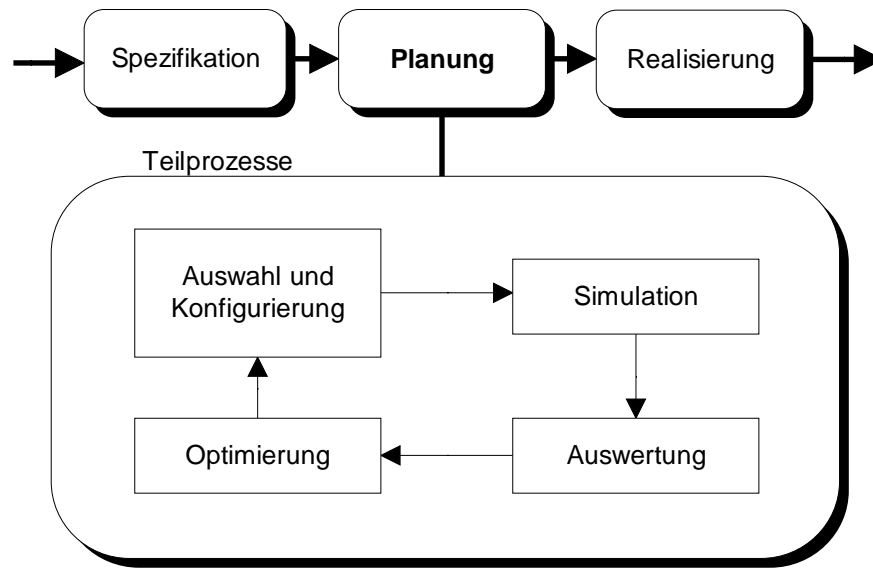 Spezifikation
Planung
Realisierung
Teilprozesse
Auswahl und
Konfigurierung
Simulation
Optimierung
Auswertung